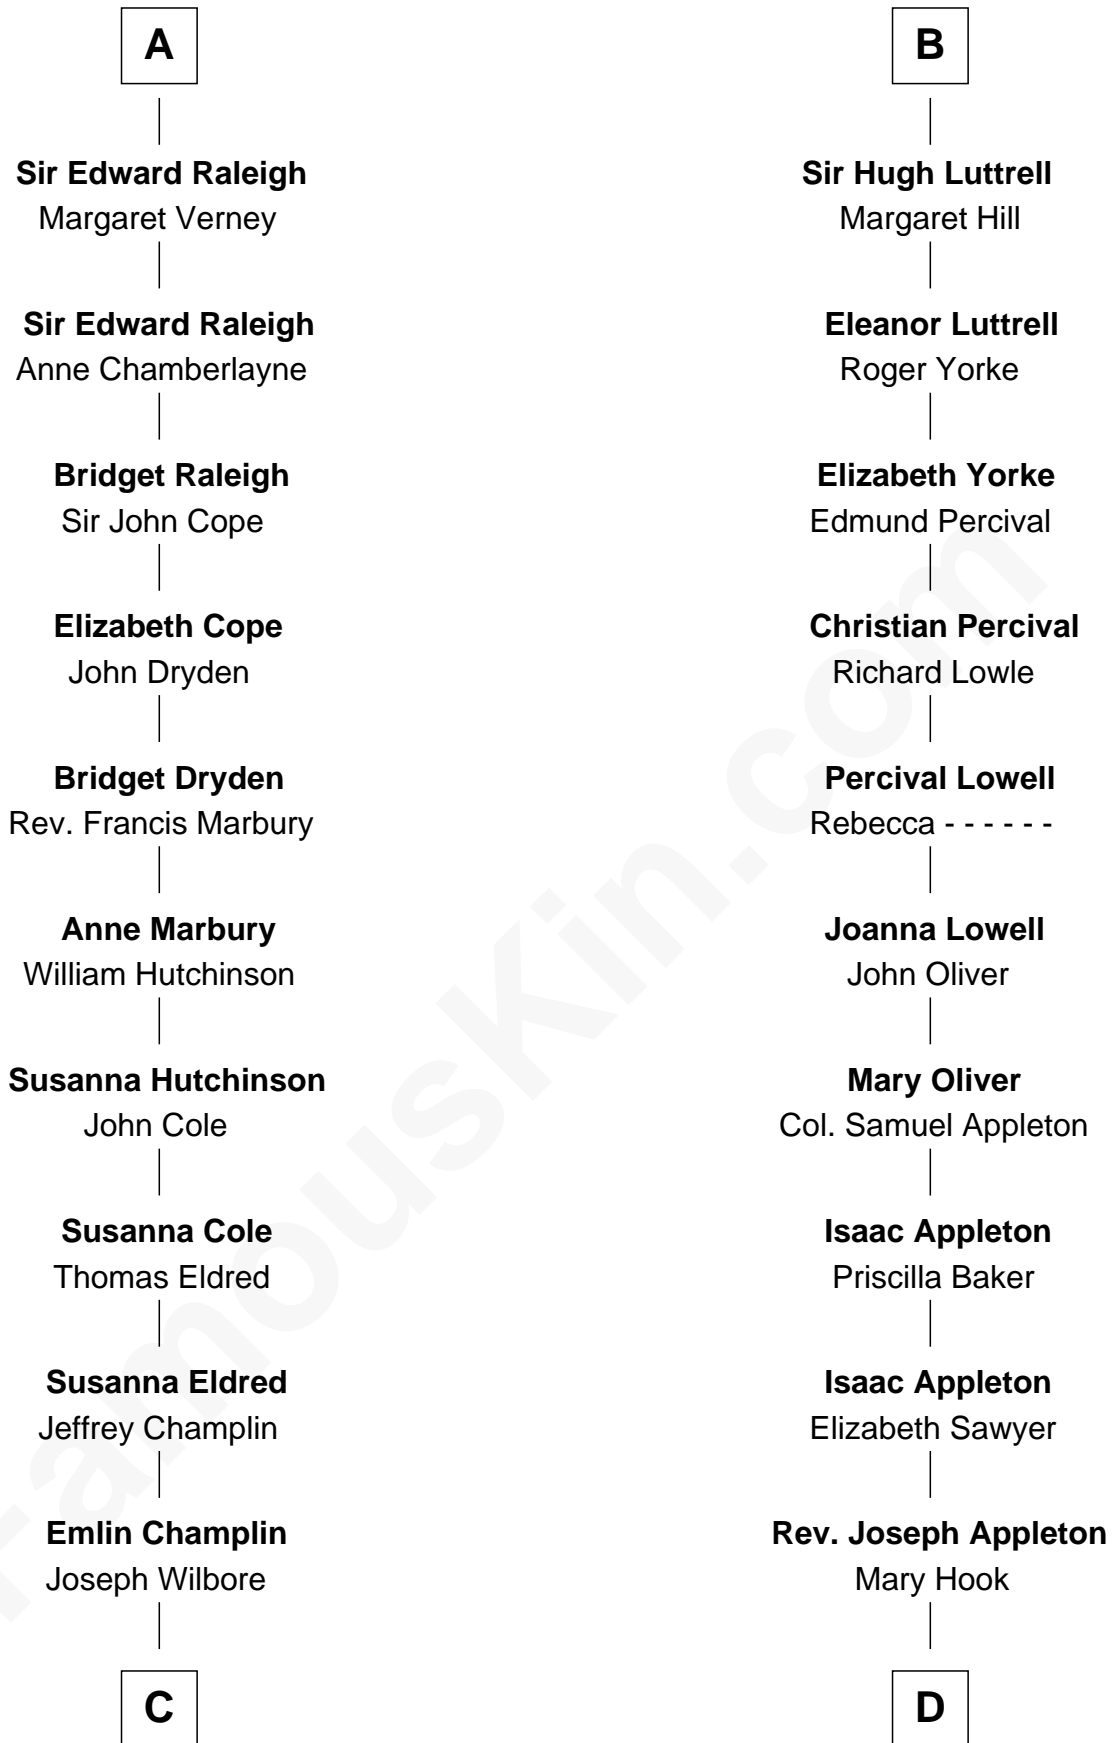 A
Sir Edward Raleigh
Margaret Verney
Sir Edward Raleigh
Anne Chamberlayne
Bridget Raleigh
Sir John Cope
Elizabeth Cope
John Dryden
Bridget Dryden
Rev. Francis Marbury
Anne Marbury
William Hutchinson
Susanna Hutchinson
John Cole
Susanna Cole
Thomas Eldred
Susanna Eldred
Jeffrey Champlin
Emlin Champlin
Joseph Wilbore
C
B
Sir Hugh Luttrell
Margaret Hill
Eleanor Luttrell
Roger Yorke
Elizabeth Yorke
Edmund Percival
Christian Percival
Richard Lowle
Percival Lowell
Rebecca - - - - - -
Joanna Lowell
John Oliver
Mary Oliver
Col. Samuel Appleton
Isaac Appleton
Priscilla Baker
Isaac Appleton
Elizabeth Sawyer
Rev. Joseph Appleton
Mary Hook
D
FamousKin.com